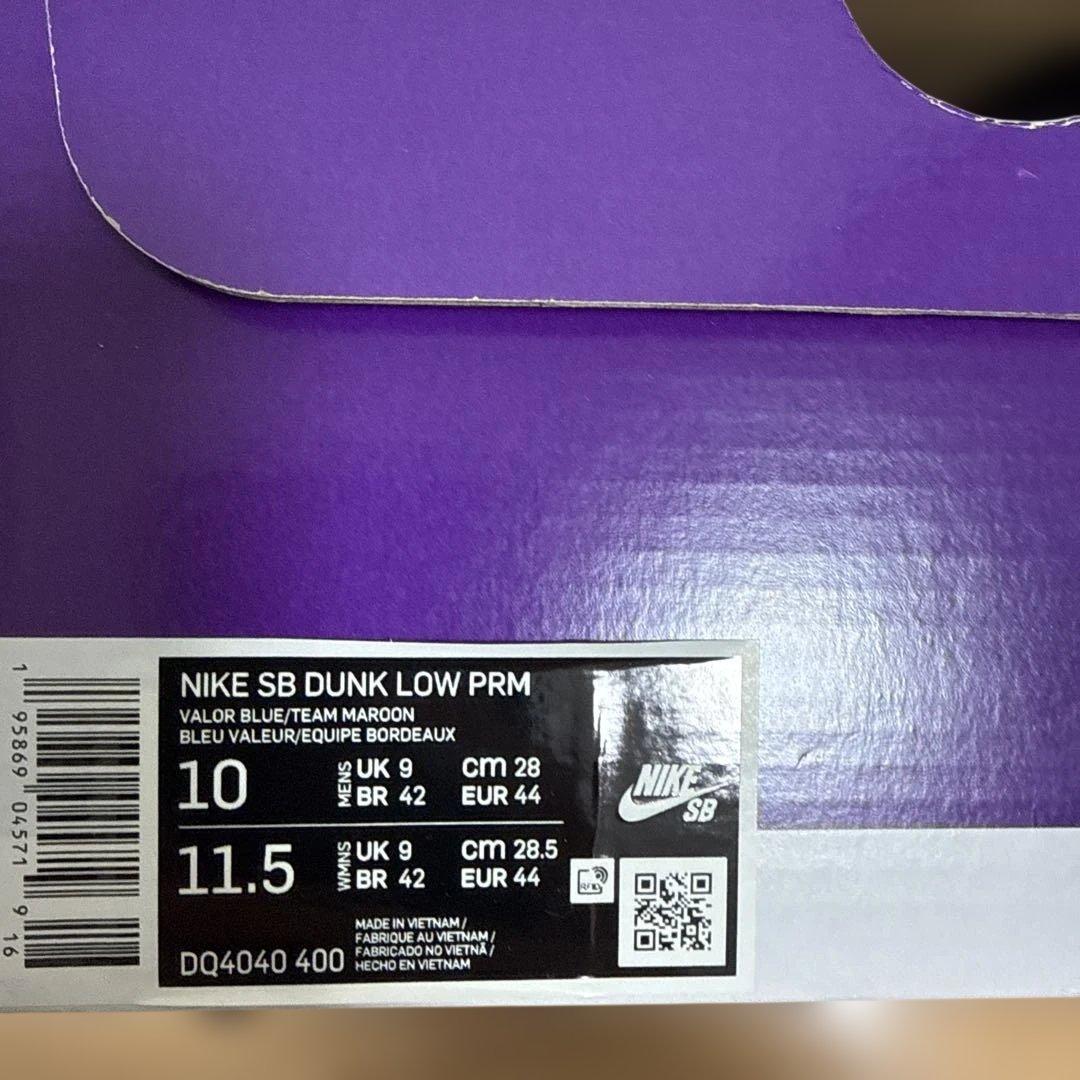 NIKE SB DUNK LOW PRM
VALOR BLUE/TEAM MAROON
BLEU VALEUR/EQUIPE BORDEAUX
10
MENS
UK 9 cm 28
BR 42 EUR 44
11.5
WMNS
UK 9 cm 28.5
BR 42 EUR 44
DQ4040 400
MADE IN VIETNAM /
FABRIQUE AU VIETNAM /
FABRICADO NO VIETNÃ /
HECHO EN VIETNAM
NIKE
SB
RFID
1 95869 04571 9 16